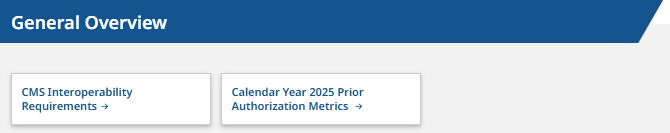 General Overview
CMS Interoperability
Requirements →
Calendar Year 2025 Prior
Authorization Metrics →